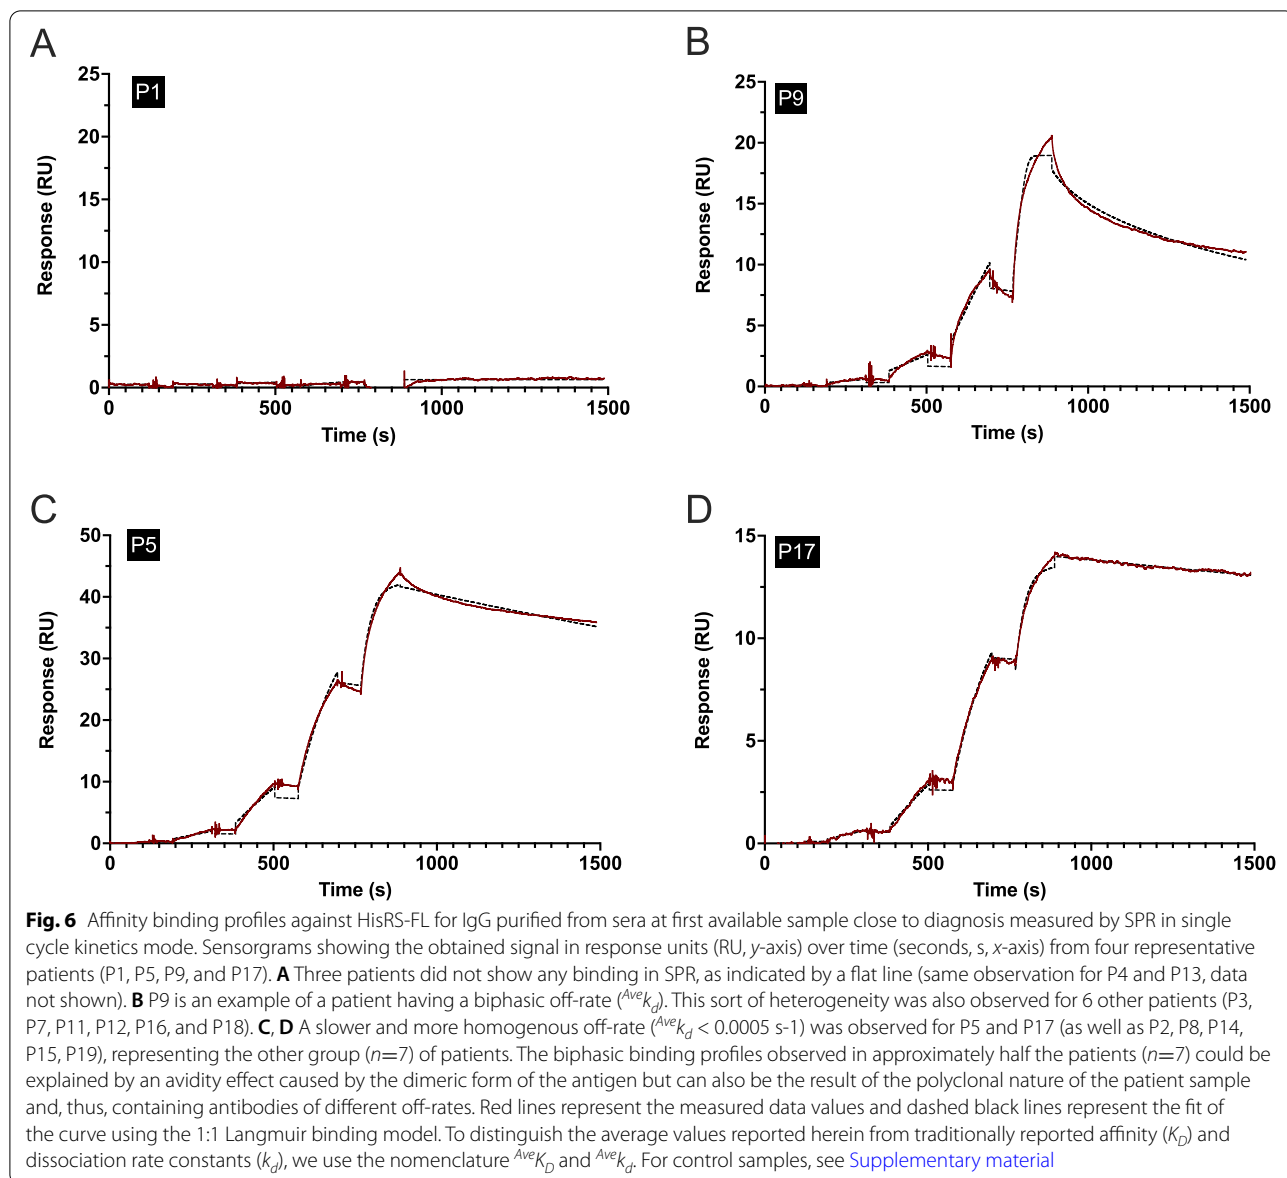 A
P1
25
20
15
10
5
0
Response (RU)
0 500 1000 1500
Time (s)
B
P9
25
20
15
10
5
0
Response (RU)
0 500 1000 1500
Time (s)
C
P5
50
40
30
20
10
0
Response (RU)
0 500 1000 1500
Time (s)
D
P17
15
10
5
0
Response (RU)
0 500 1000 1500
Time (s)
Fig. 6 Affinity binding profiles against HisRS-FL for IgG purified from sera at first available sample close to diagnosis measured by SPR in single
cycle kinetics mode. Sensorgrams showing the obtained signal in response units (RU, y-axis) over time (seconds, s, x-axis) from four representative
patients (P1, P5, P9, and P17). A Three patients did not show any binding in SPR, as indicated by a flat line (same observation for P4 and P13, data
not shown). B P9 is an example of a patient having a biphasic off-rate (Ave kd). This sort of heterogeneity was also observed for 6 other patients (P3,
P7, P11, P12, P16, and P18). C, D A slower and more homogenous off-rate (Ave kd < 0.0005 s-1) was observed for P5 and P17 (as well as P2, P8, P14,
P15, P19), representing the other group (n=7) of patients. The biphasic binding profiles observed in approximately half the patients (n=7) could be
explained by an avidity effect caused by the dimeric form of the antigen but can also be the result of the polyclonal nature of the patient sample
and, thus, containing antibodies of different off-rates. Red lines represent the measured data values and dashed black lines represent the fit of
the curve using the 1:1 Langmuir binding model. To distinguish the average values reported herein from traditionally reported affinity (KD) and
dissociation rate constants (kd), we use the nomenclature Ave KD and Ave kd. For control samples, see Supplementary material